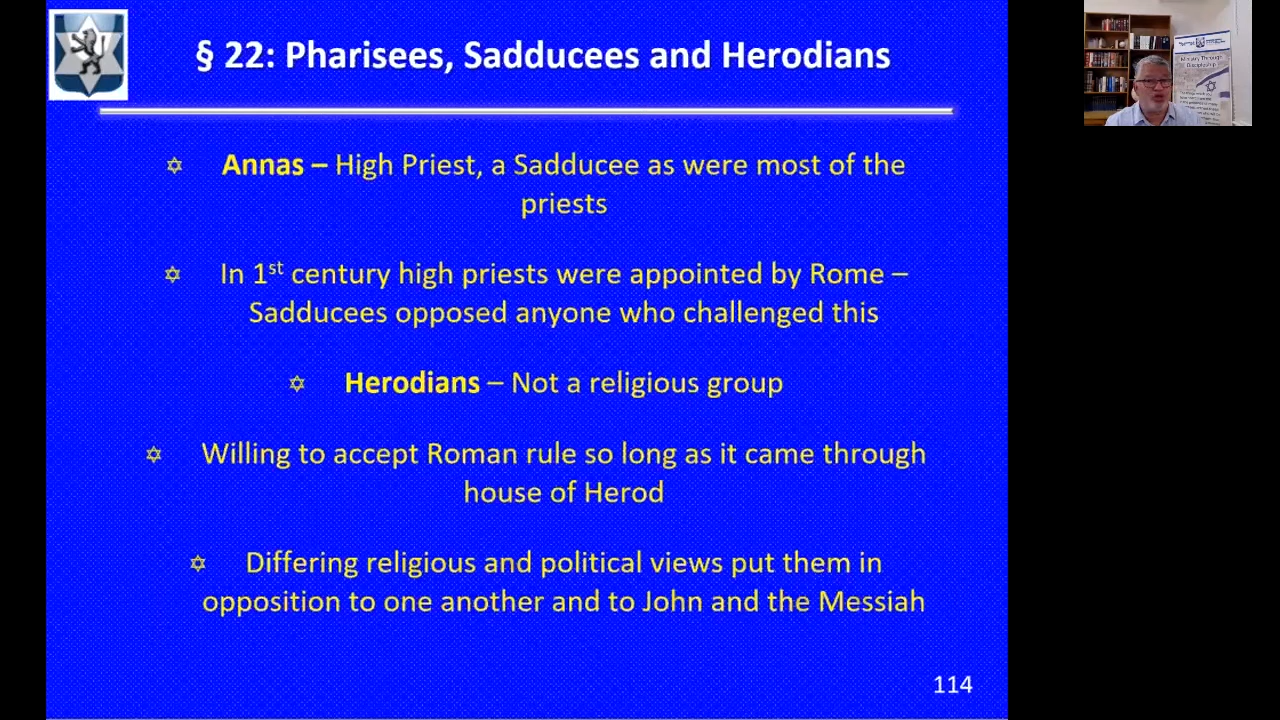 § 22: Pharisees, Sadducees and Herodians
Annas – High Priest, a Sadducee as were most of the
priests
In 1st century high priests were appointed by Rome –
Sadducees opposed anyone who challenged this
Herodians – Not a religious group
Willing to accept Roman rule so long as it came through
house of Herod
Differing religious and political views put them in
opposition to one another and to John and the Messiah
114
Ministry Through
Discipleship